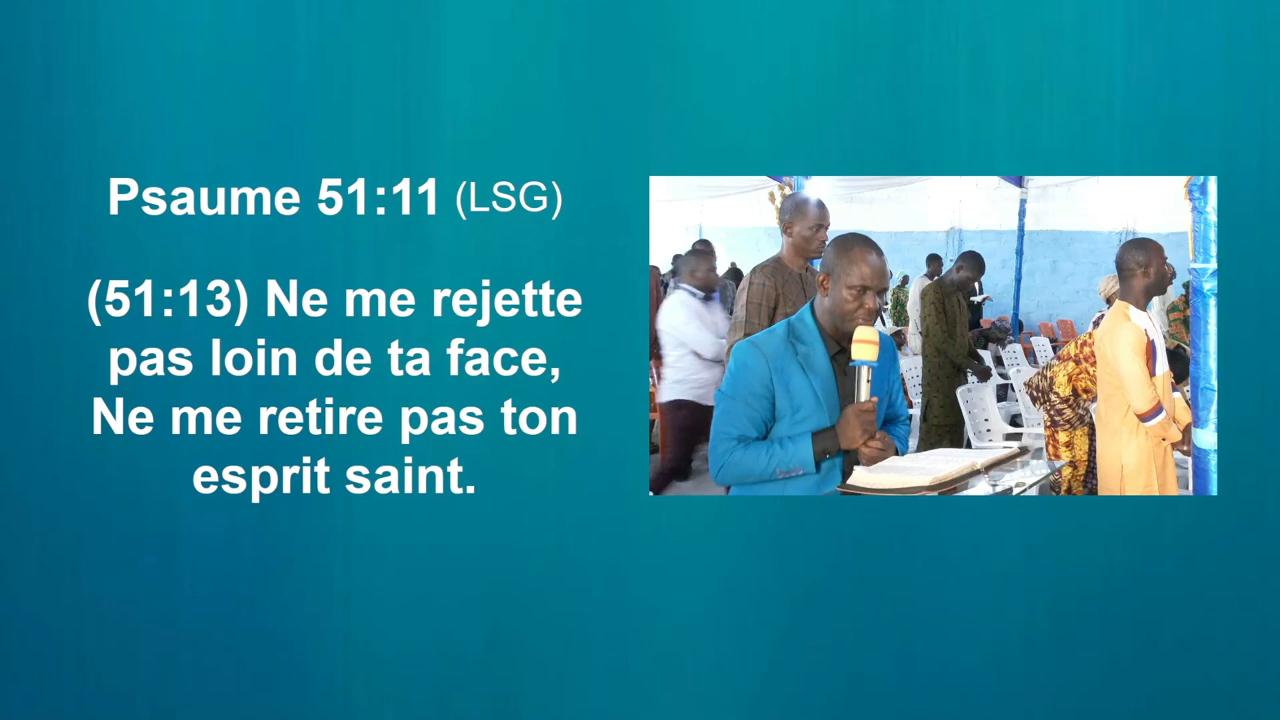 Psaume 51:11 (LSG)
(51:13) Ne me rejette
pas loin de ta face,
Ne me retire pas ton
esprit saint.